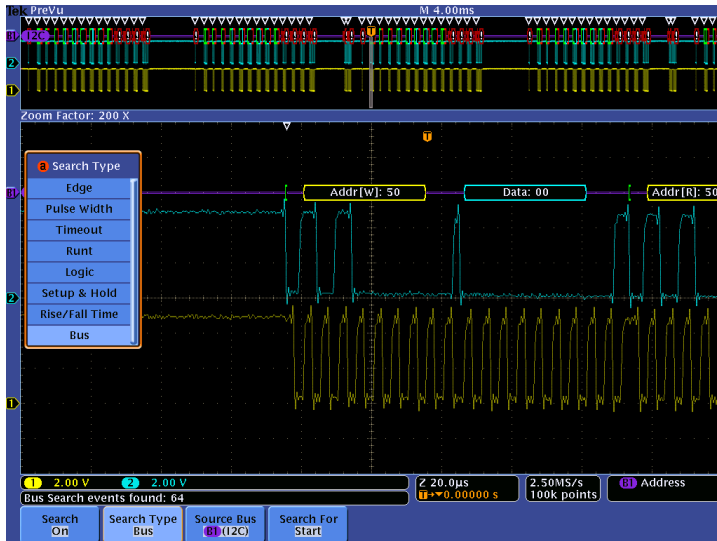 Tek PreVu M 4.00ms
B1 I2C
2
1
Zoom Factor: 200 X
T
a Search Type
Edge
Pulse Width
Timeout
Runt
Logic
Setup & Hold
Rise/Fall Time
Bus
B1 Addr[W]: 50 Data: 00 Addr[R]: 50
2
1
1 2.00 V 2 2.00 V Z 20.0µs 2.50MS/s B1 Address
T→▼0.00000 s 100k points
Bus Search events found: 64
Search Search Type Source Bus Search For
On Bus B1 (I2C) Start